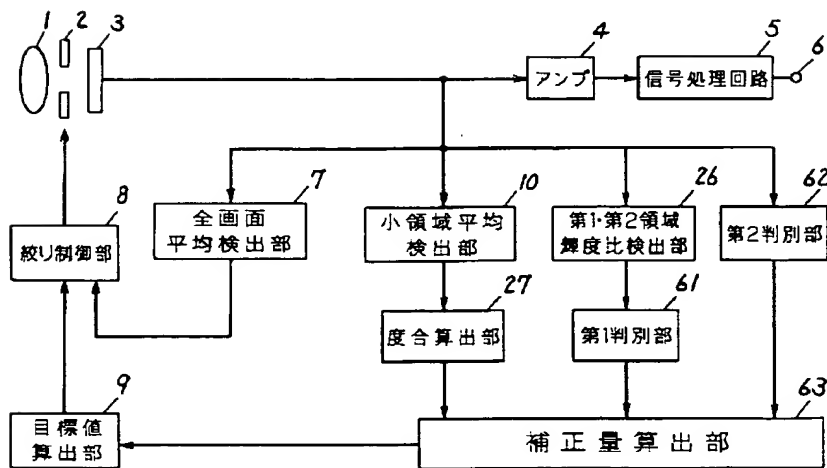 1
2
3
4
5
6
アンプ
信号処理回路
7
8
10
26
62
全画面
平均検出部
小領域平均
検出部
第1・第2領域
輝度比検出部
第2判別部
絞り制御部
27
61
度合算出部
第1判別部
9
63
目標値
算出部
補正量算出部